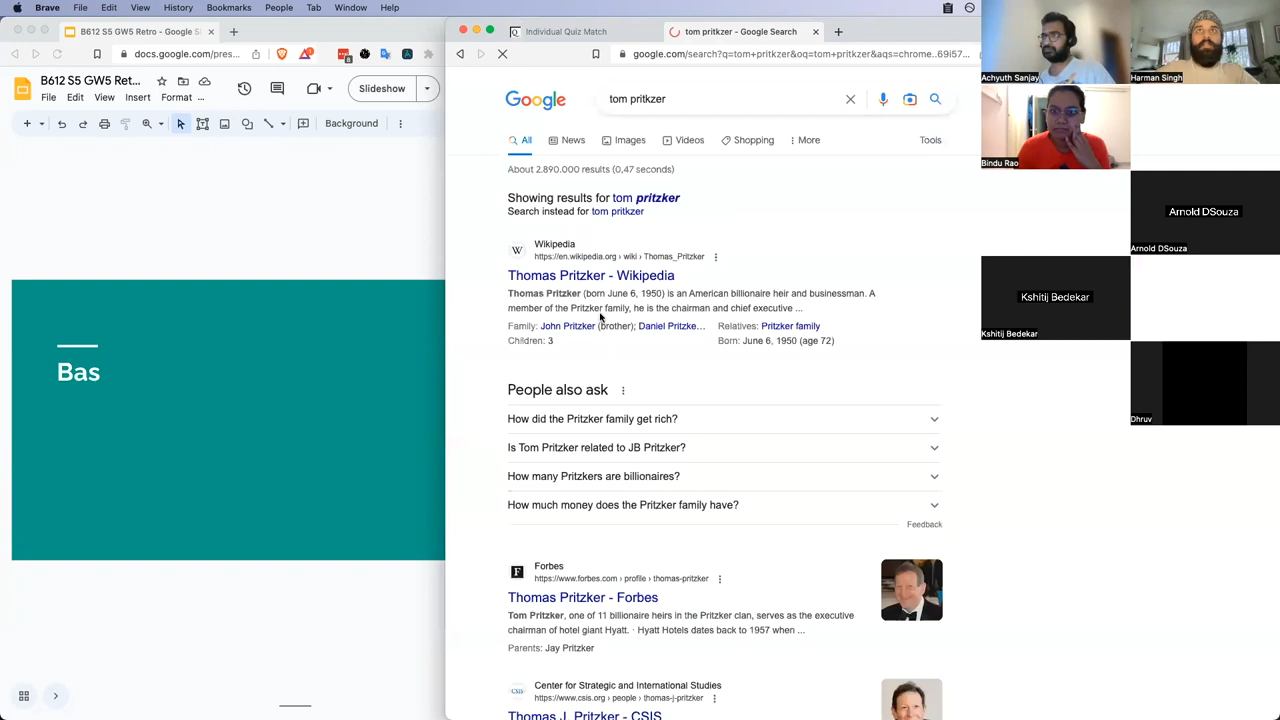 Brave File Edit View History Bookmarks
B612 S5 GW5 Retro - Google S
docs.google.com/pres...
B612 S5 GW5 Retr...
File Edit View Insert Format ...
Slideshow
Background
Bas
Individual Quiz Match
tom pritkzer - Google Search
google.com/search?q=tom+pritkzer&oq=tom+pritkzer&aqs=chrome..69i57...
Google
tom pritkzer
All News Images Videos Shopping More Tools
About 2.890.000 results (0,47 seconds)
Showing results for tom pritzker
Search instead for tom pritkzer
W
Wikipedia
https://en.wikipedia.org › wiki › Thomas_Pritzker
Thomas Pritzker - Wikipedia
Thomas Pritzker (born June 6, 1950) is an American billionaire heir and businessman. A
member of the Pritzker family, he is the chairman and chief executive ...
Family: John Pritzker (brother); Daniel Pritzke... Relatives: Pritzker family
Children: 3 Born: June 6, 1950 (age 72)
People also ask
How did the Pritzker family get rich?
Is Tom Pritzker related to JB Pritzker?
How many Pritzkers are billionaires?
How much money does the Pritzker family have?
Feedback
F
Forbes
https://www.forbes.com › profile › thomas-pritzker
Thomas Pritzker - Forbes
Tom Pritzker, one of 11 billionaire heirs in the Pritzker clan, serves as the executive
chairman of hotel giant Hyatt. · Hyatt Hotels dates back to 1957 when ...
Parents: Jay Pritzker
CSIS
Center for Strategic and International Studies
https://www.csis.org › people › thomas-j-pritzker
Thomas J. Pritzker - CSIS
Achyuth Sanjay
Harman Singh
Bindu Rao
Arnold DSouza
Arnold DSouza
Kshitij Bedekar
Kshitij Bedekar
Dhruv